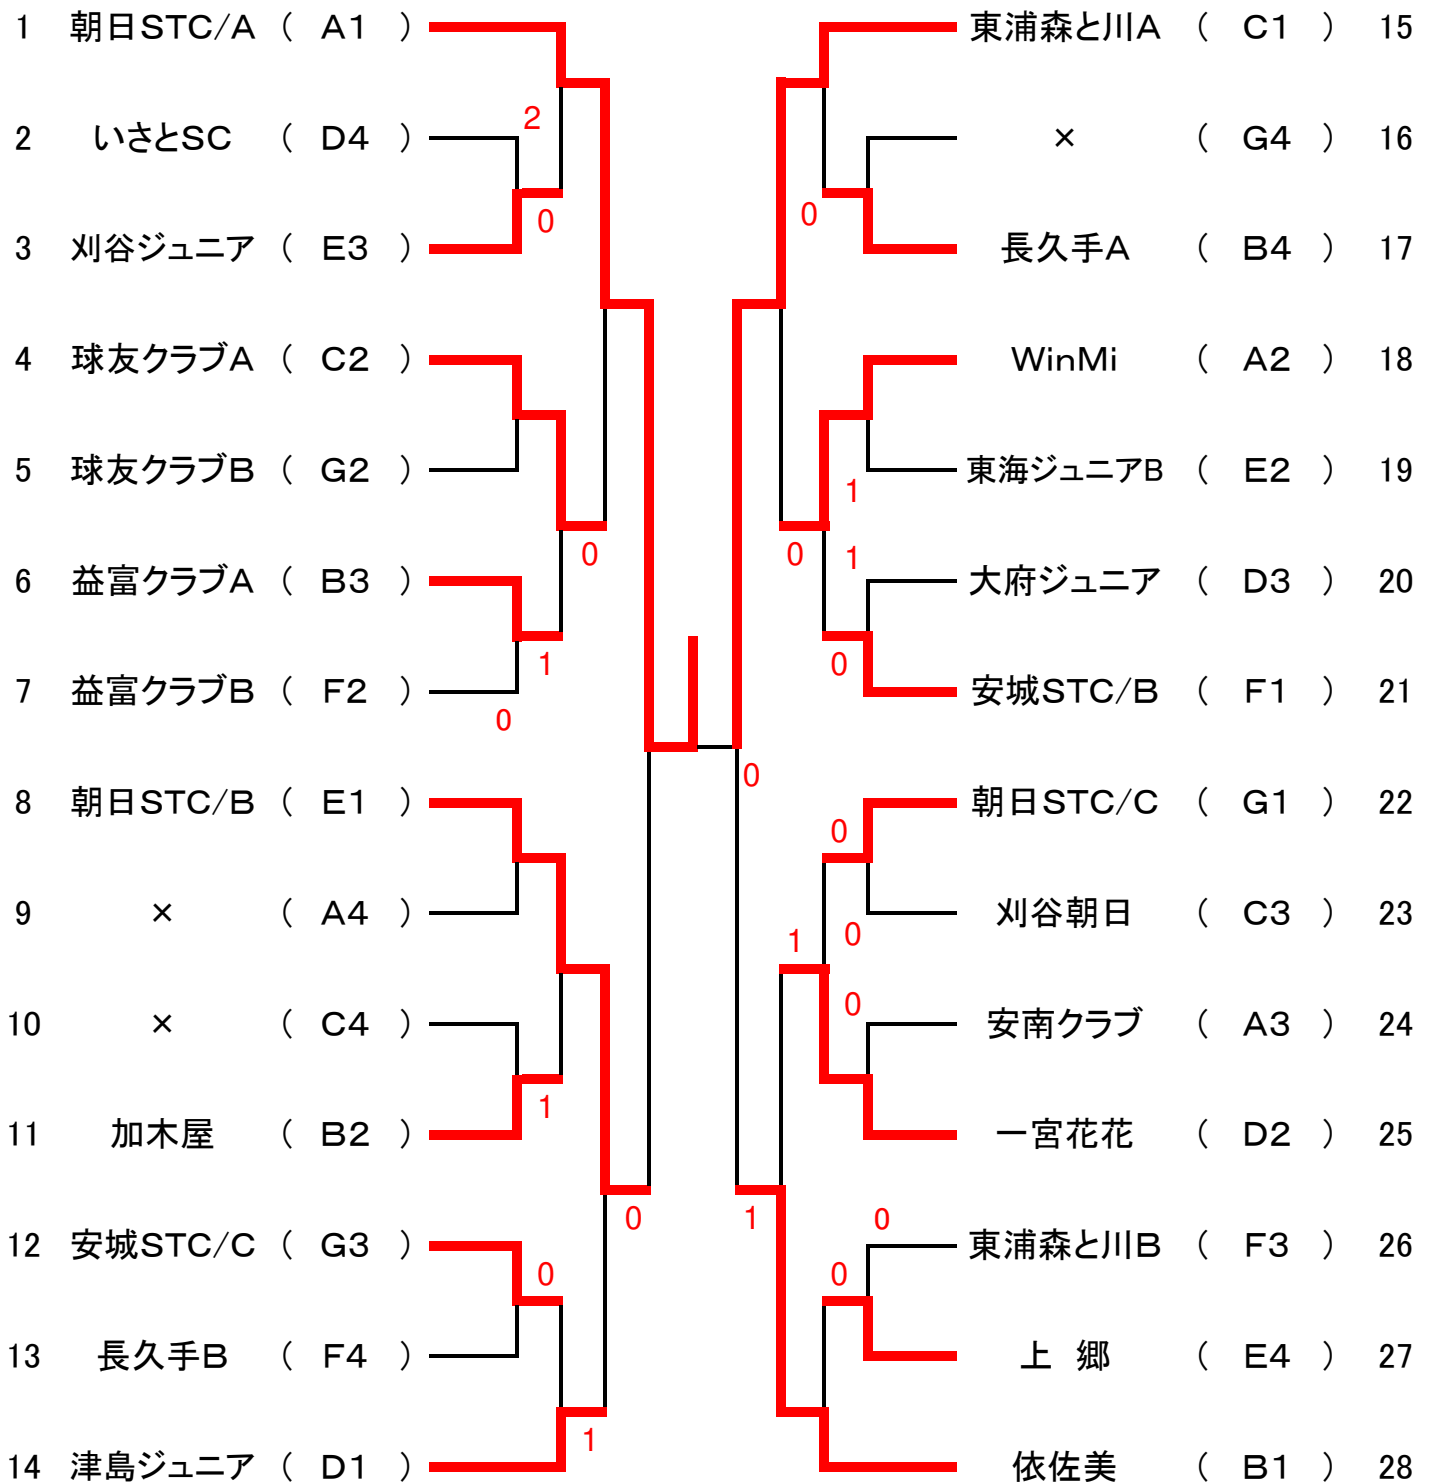 1 朝日STC/A ( A1 )
2 いさとSC ( D4 )
2
3 刈谷ジュニア ( E3 )
0
4 球友クラブA ( C2 )
5 球友クラブB ( G2 )
0
6 益富クラブA ( B3 )
1
7 益富クラブB ( F2 )
0
8 朝日STC/B ( E1 )
9 × ( A4 )
10 × ( C4 )
1
11 加木屋 ( B2 )
0
12 安城STC/C ( G3 )
0
13 長久手B ( F4 )
1
14 津島ジュニア ( D1 )
東浦森と川A ( C1 ) 15
× ( G4 ) 16
0
長久手A ( B4 ) 17
WinMi ( A2 ) 18
東海ジュニアB ( E2 ) 19
1
0
1
大府ジュニア ( D3 ) 20
0
安城STC/B ( F1 ) 21
0
朝日STC/C ( G1 ) 22
0
刈谷朝日 ( C3 ) 23
0
1
0
安南クラブ ( A3 ) 24
一宮花花 ( D2 ) 25
1
0
東浦森と川B ( F3 ) 26
0
上 郷 ( E4 ) 27
依佐美 ( B1 ) 28